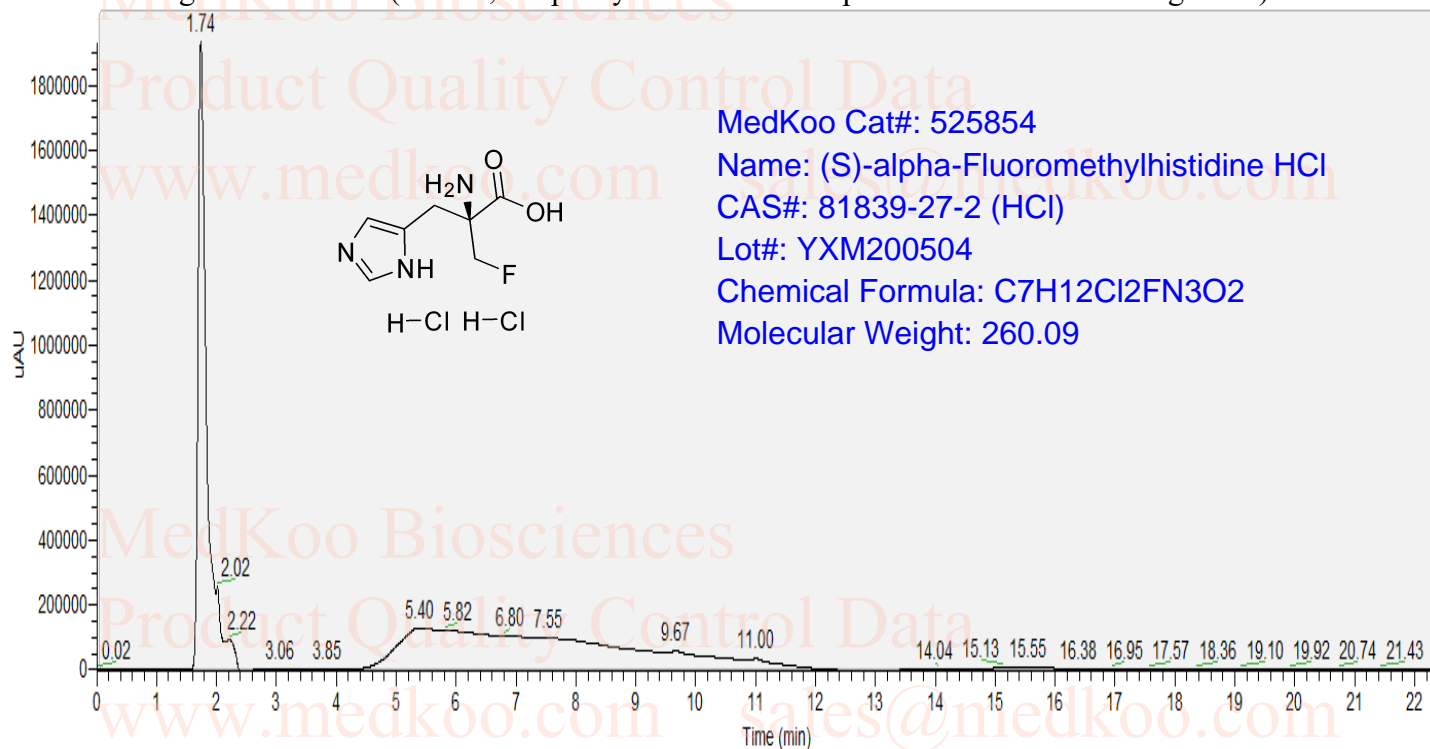 1.74
MedKoo Biosciences
Product Quality Control Data
www.medkoo.com sales@medkoo.com
MedKoo Cat#: 525854
Name: (S)-alpha-Fluoromethylhistidine HCl
CAS#: 81839-27-2 (HCl)
Lot#: YXM200504
Chemical Formula: C7H12Cl2FN3O2
Molecular Weight: 260.09
H2N
O
OH
N
NH
F
H–Cl H–Cl
uAU
1800000
1600000
1400000
1200000
1000000
800000
600000
400000
200000
0
MedKoo Biosciences
Product Quality Control Data
www.medkoo.com sales@medkoo.com
2.02
2.22
0.02 3.06 3.85 5.40 5.82 6.80 7.55 9.67 11.00 14.04 15.13 15.55 16.38 16.95 17.57 18.36 19.10 19.92 20.74 21.43
0 1 2 3 4 5 6 7 8 9 10 11 12 13 14 15 16 17 18 19 20 21 22
Time (min)